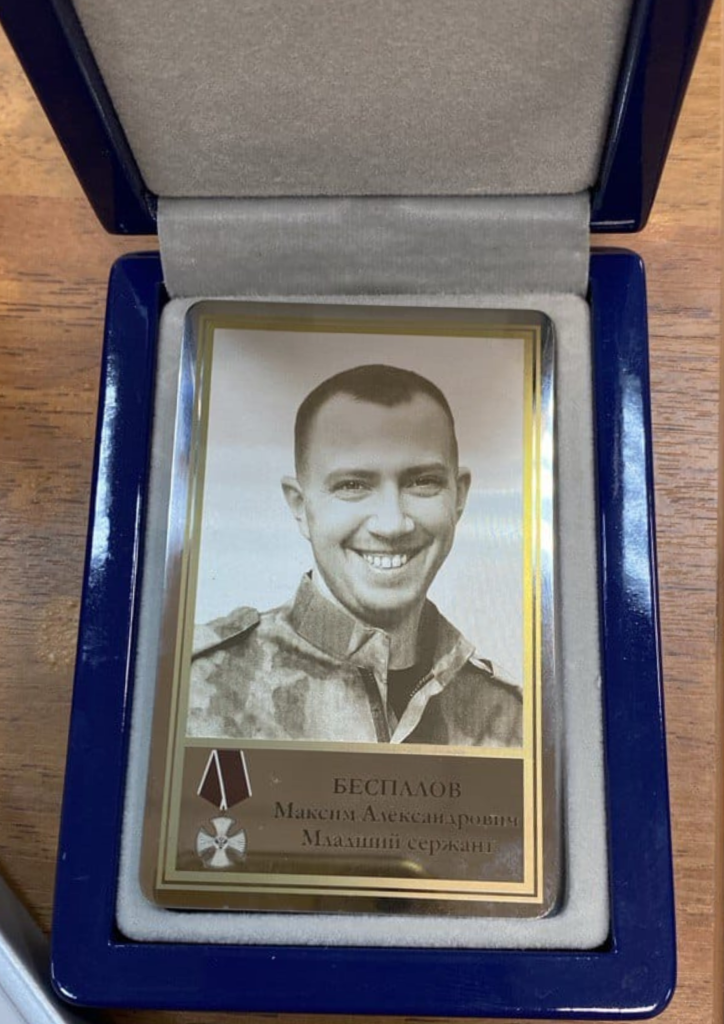 БЕСПАЛОВ
Максим Александрович
Младший сержант